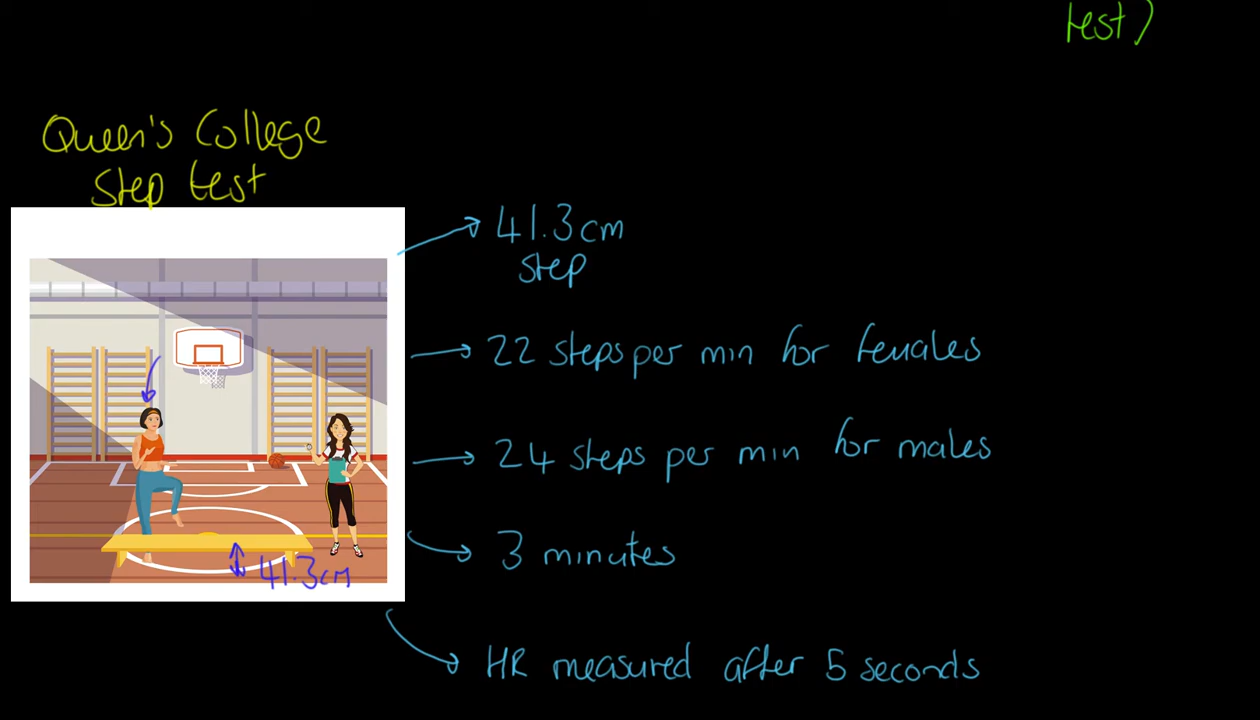 test)
Queen's College
Step test
41.3cm
step
22 steps per min for females
24 steps per min for males
3 minutes
41.3cm
HR measured after 5 seconds